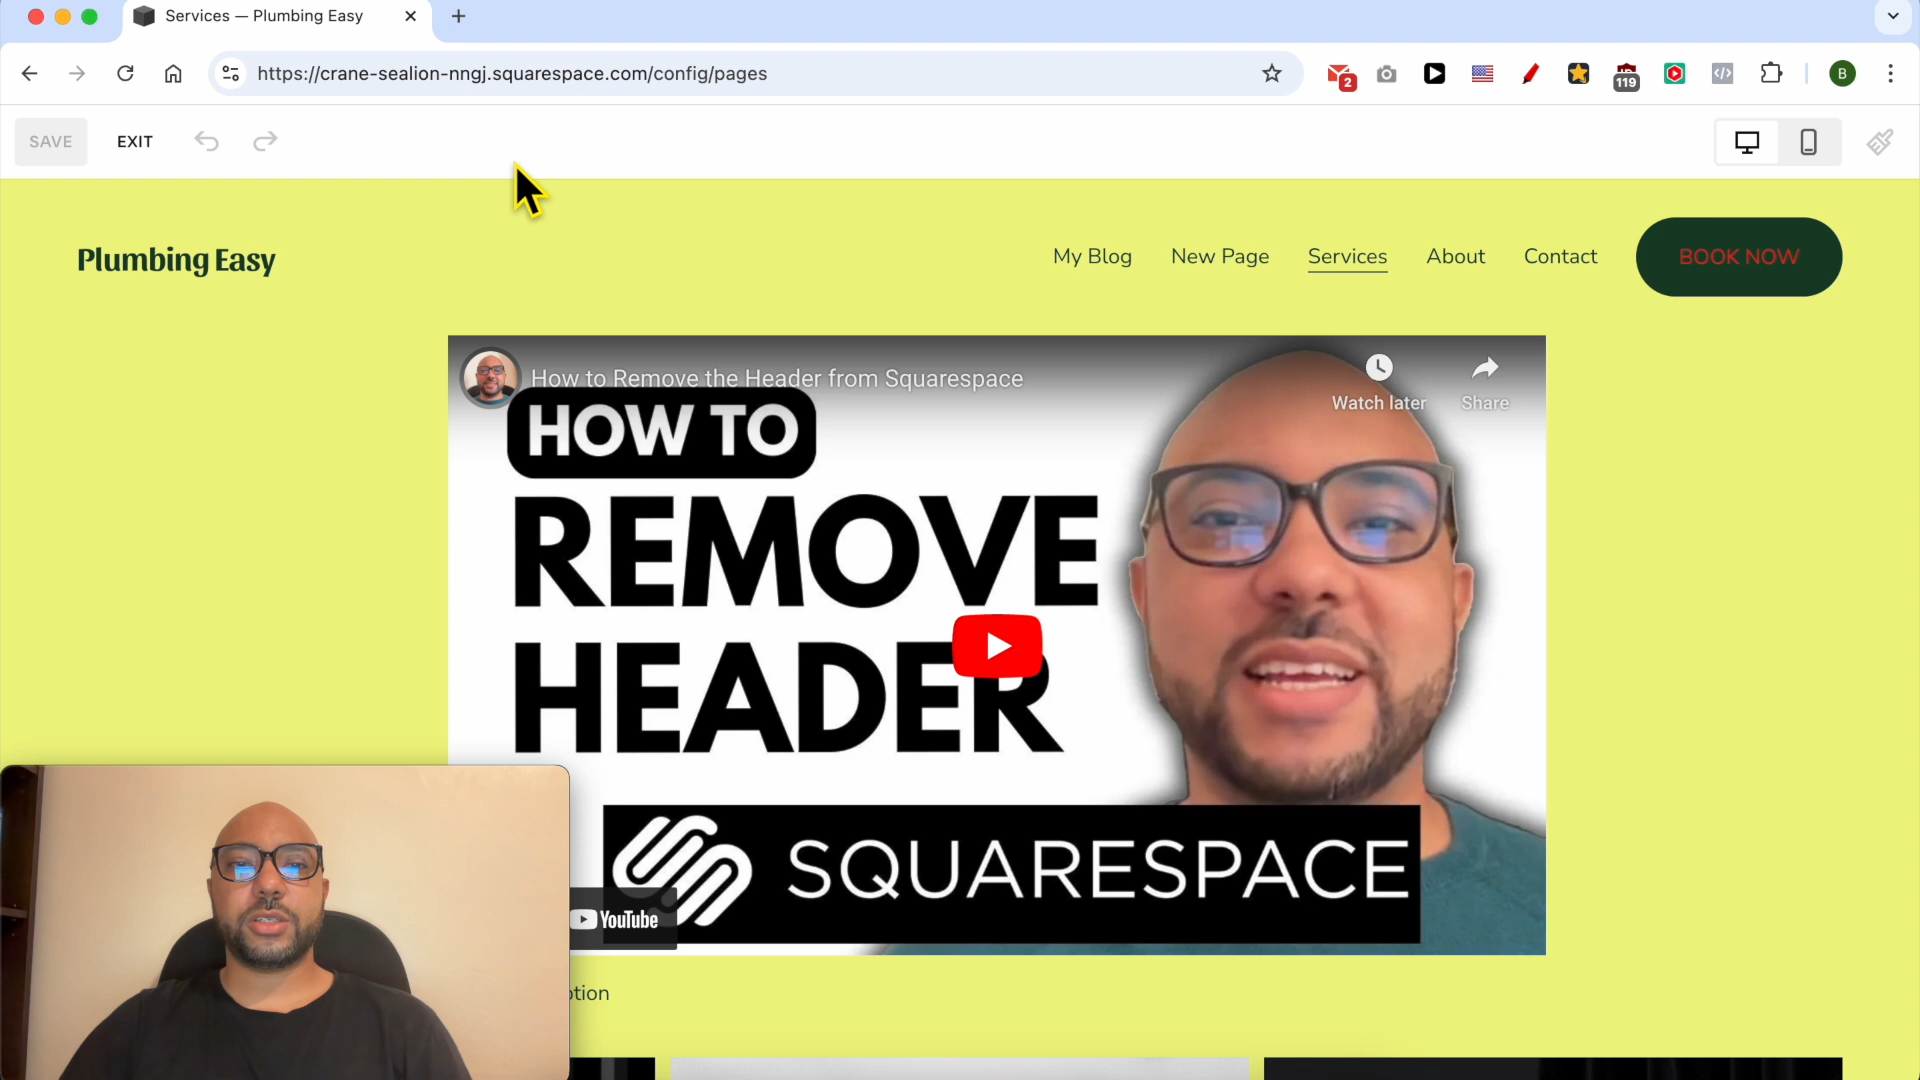 Services — Plumbing Easy
https://crane-sealion-nngj.squarespace.com/config/pages
2
119
B
SAVE
EXIT
Plumbing Easy
My Blog
New Page
Services
About
Contact
BOOK NOW
How to Remove the Header from Squarespace
Watch later
Share
HOW TO
REMOVE
HEADER
SQUARESPACE
YouTube